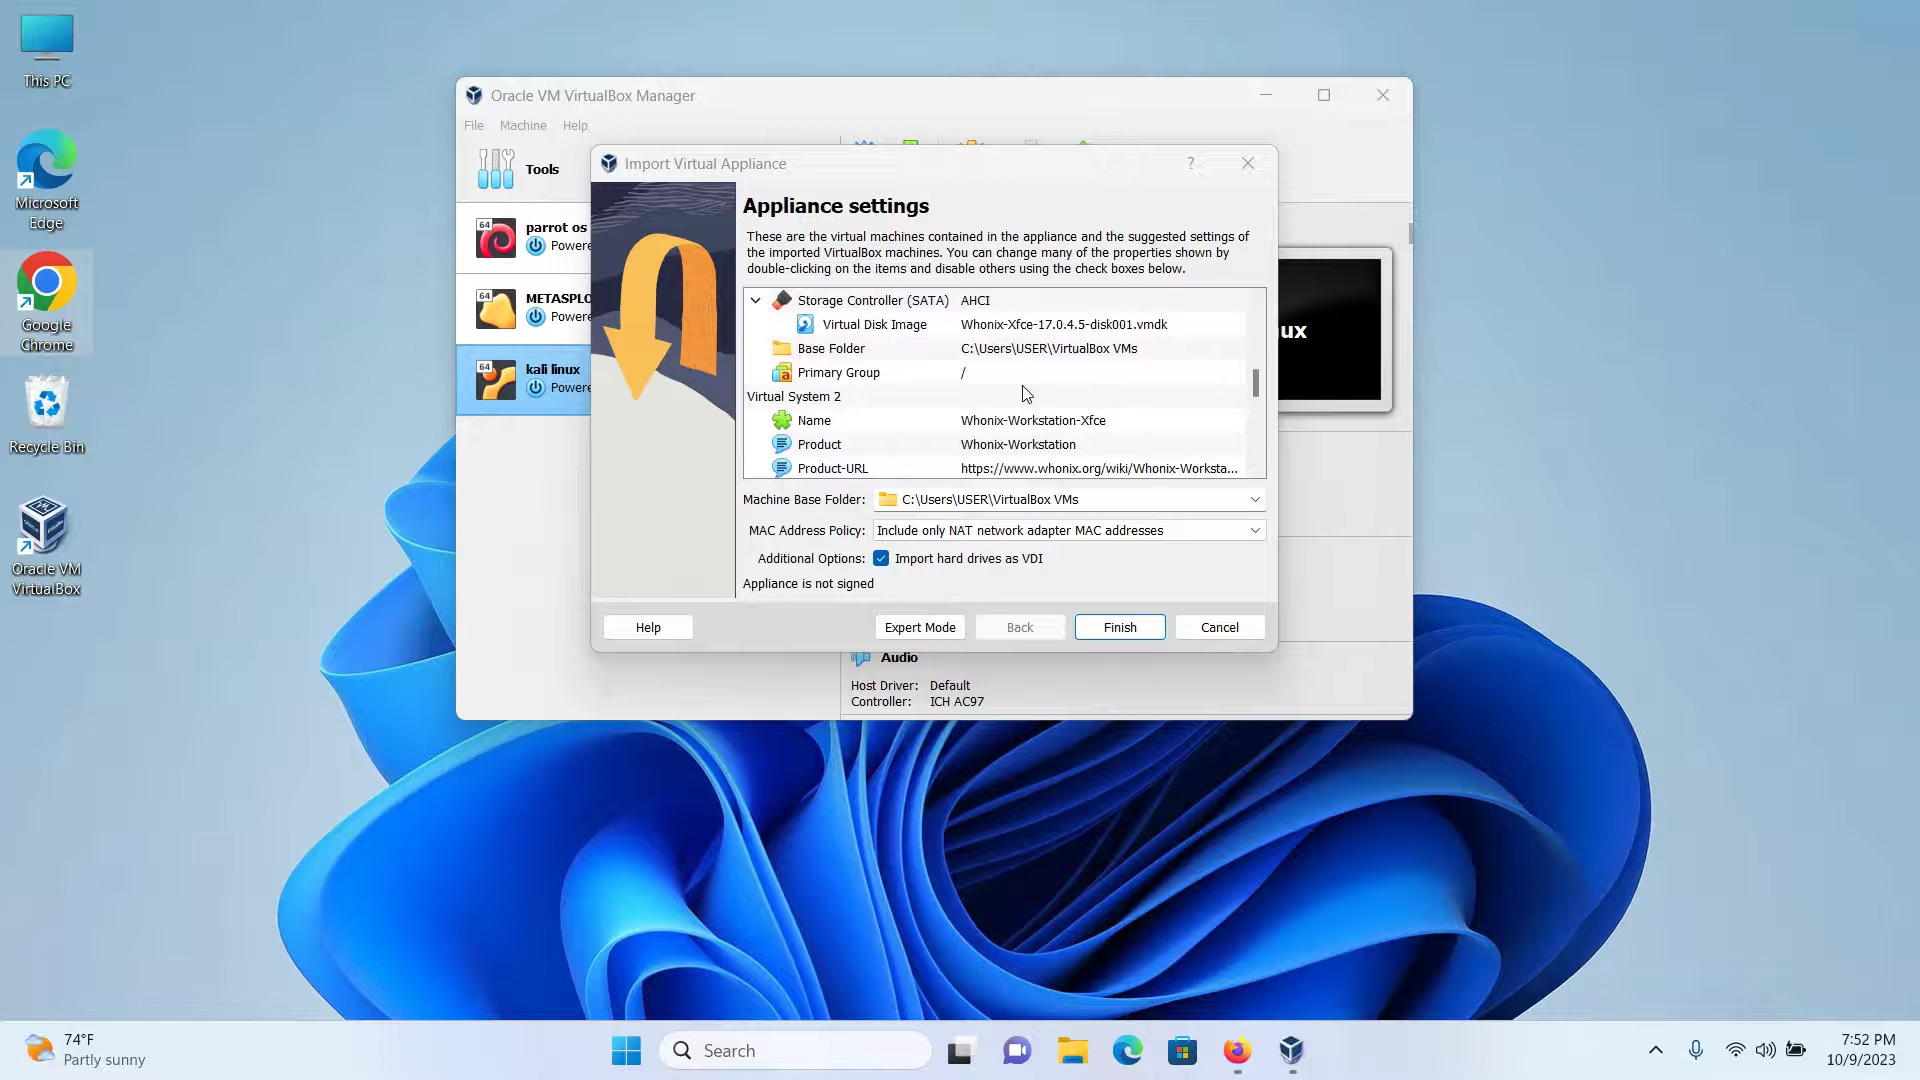 This PC
Microsoft
Edge
Google
Chrome
Recycle Bin
Oracle VM
VirtualBox
Oracle VM VirtualBox Manager
File Machine Help
Tools
64
parrot os
Powere
64
METASPLO
Powere
64
kali linux
Powere
ux
Import Virtual Appliance
?
Appliance settings
These are the virtual machines contained in the appliance and the suggested settings of
the imported VirtualBox machines. You can change many of the properties shown by
double-clicking on the items and disable others using the check boxes below.
Storage Controller (SATA) AHCI
Virtual Disk Image Whonix-Xfce-17.0.4.5-disk001.vmdk
Base Folder C:\Users\USER\VirtualBox VMs
Primary Group /
Virtual System 2
Name Whonix-Workstation-Xfce
Product Whonix-Workstation
Product-URL https://www.whonix.org/wiki/Whonix-Worksta...
Machine Base Folder: C:\Users\USER\VirtualBox VMs
MAC Address Policy: Include only NAT network adapter MAC addresses
Additional Options: Import hard drives as VDI
Appliance is not signed
Help Expert Mode Back Finish Cancel
Audio
Host Driver: Default
Controller: ICH AC97
74°F
Partly sunny
Search
7:52 PM
10/9/2023